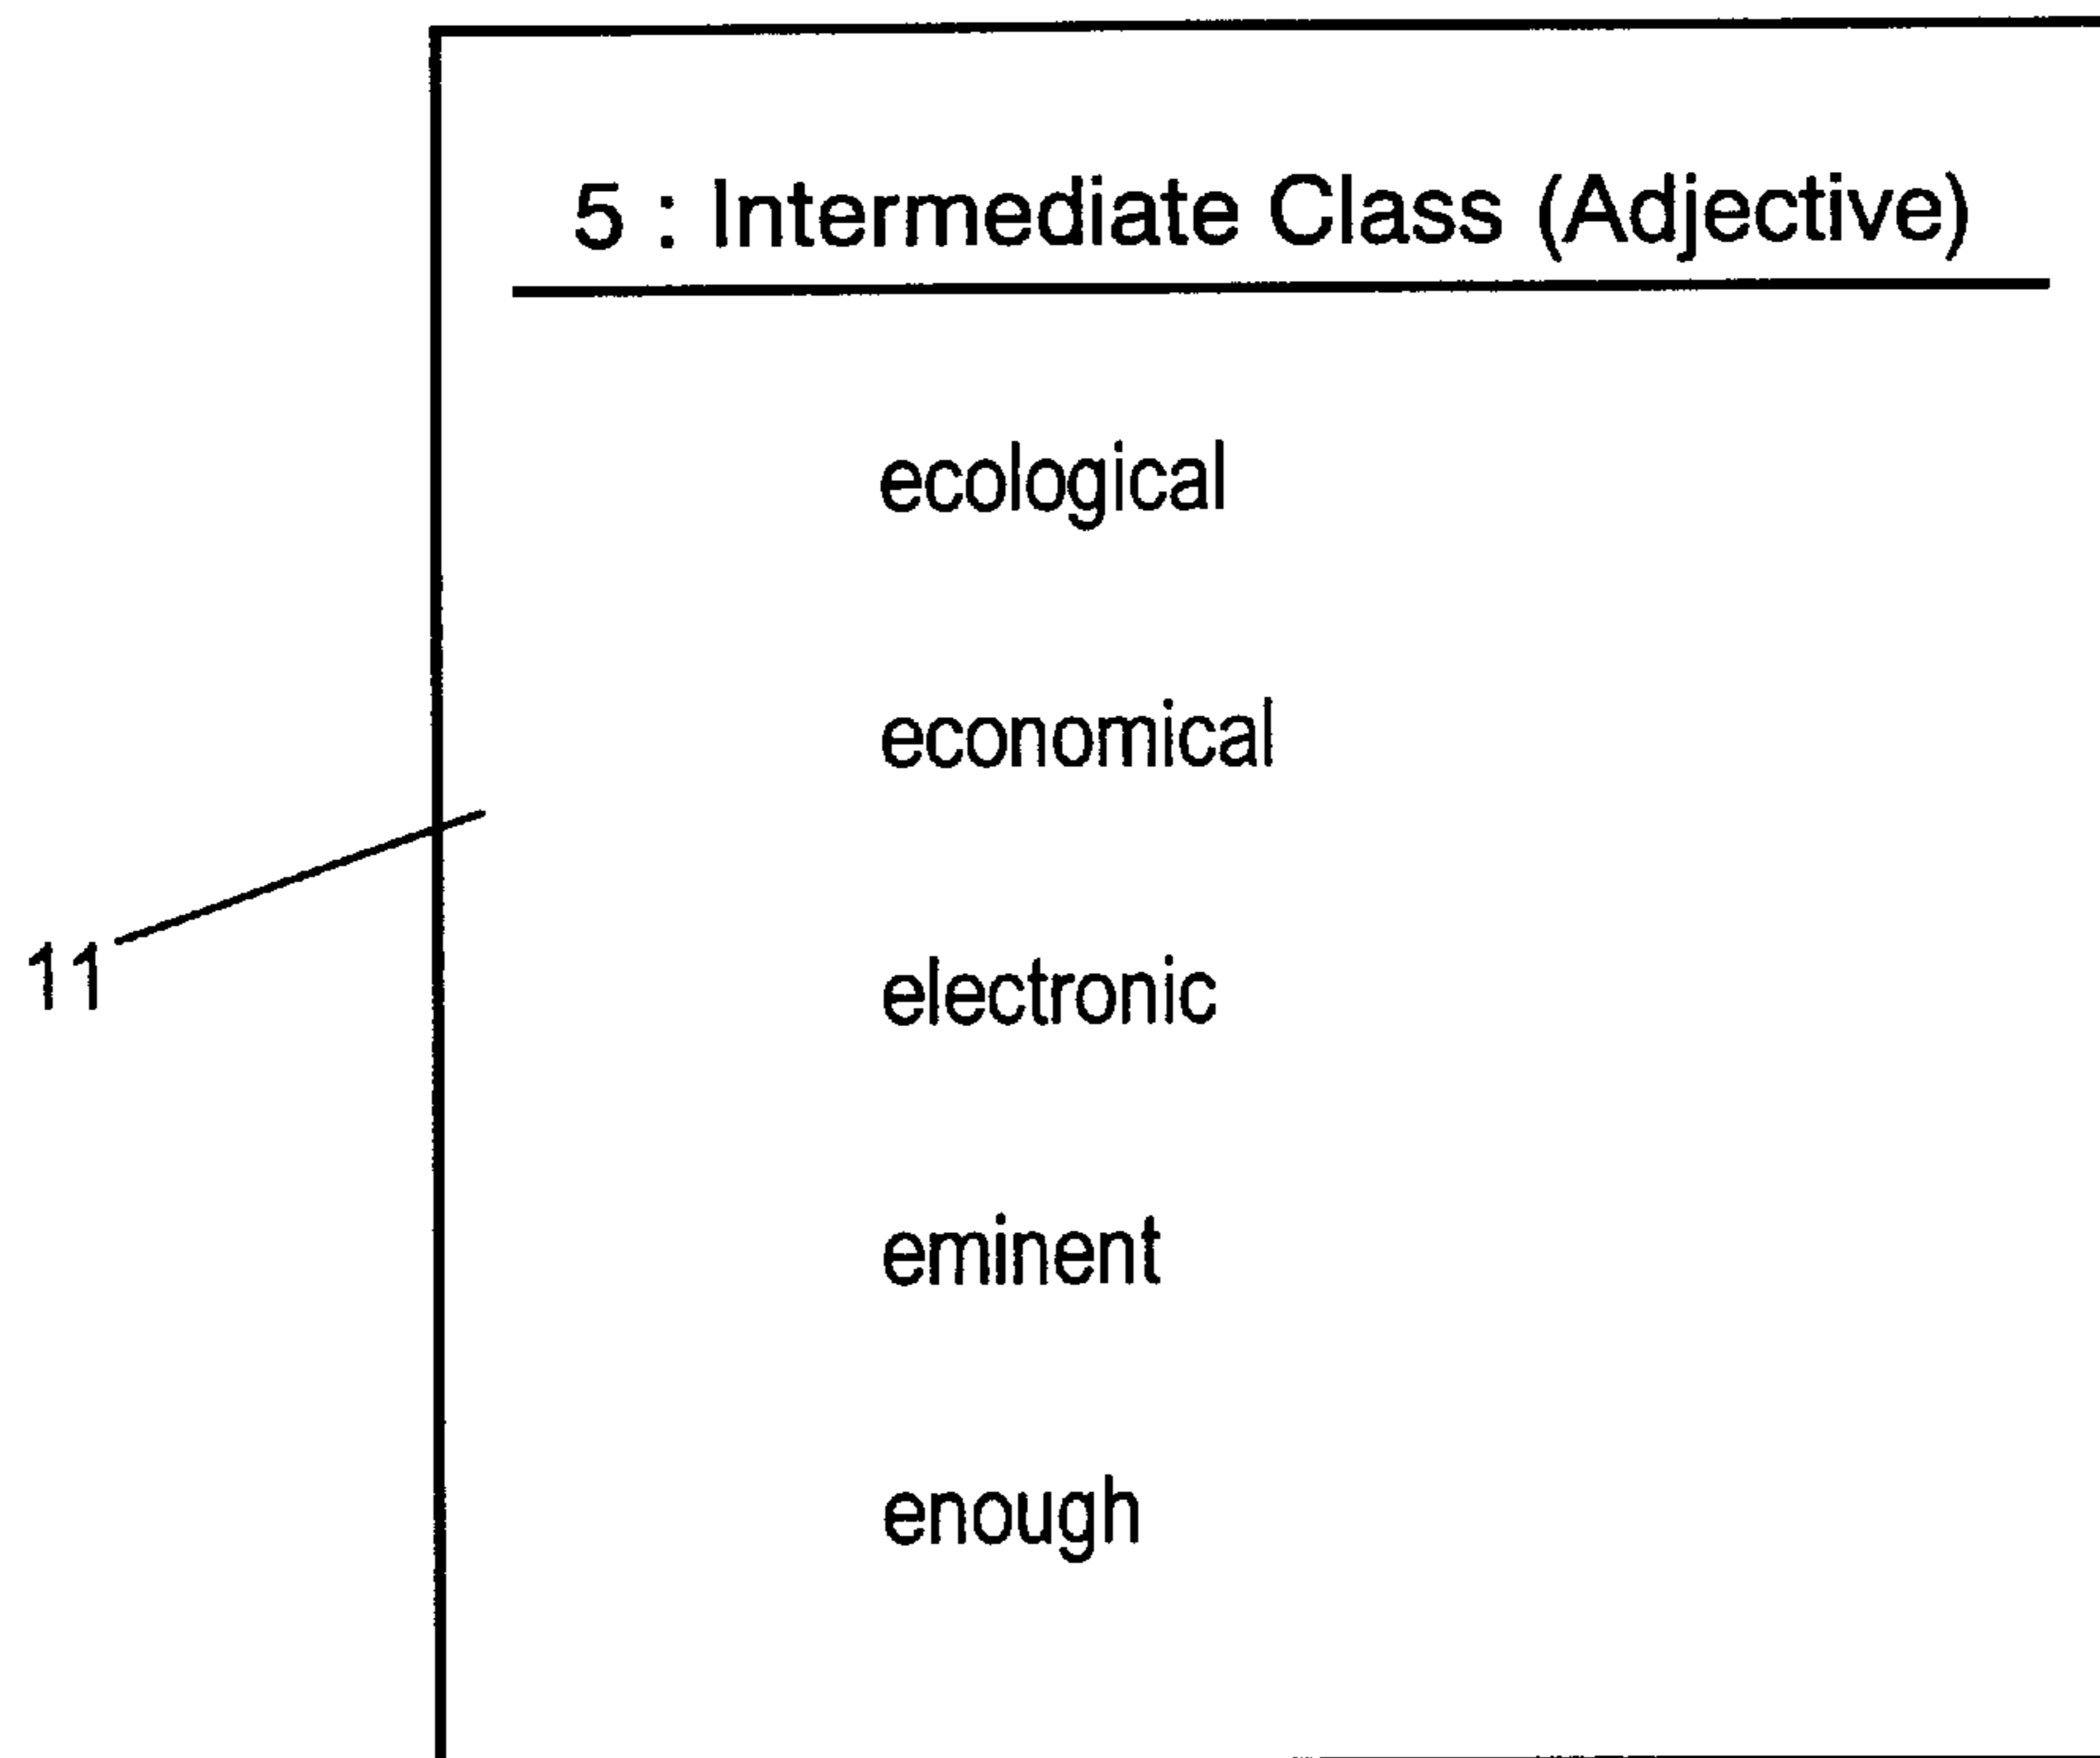 5 : Intermediate Class (Adjective)
ecological
economical
electronic
11
eminent
enough